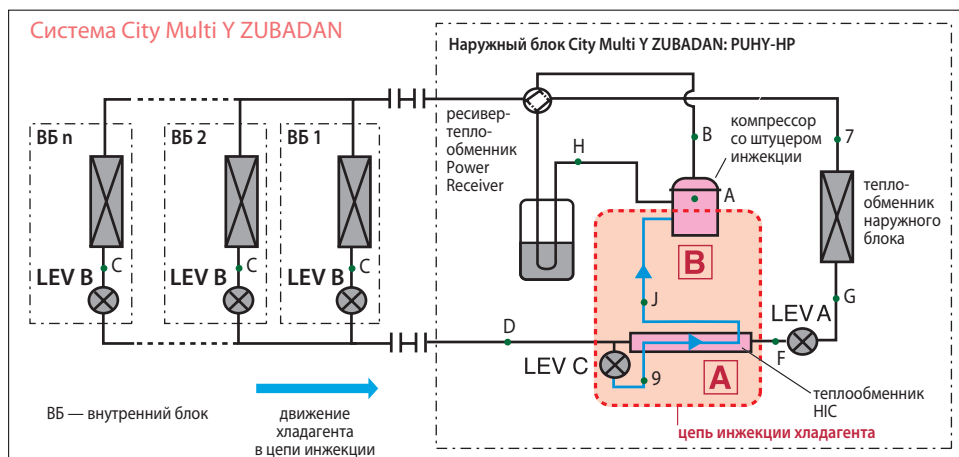 Система City Multi Y ZUBADAN
Наружный блок City Multi Y ZUBADAN: PUHY-HP
ВБ n
ВБ 2
ВБ 1
ресивер-
тепло-
обменник
Power
Receiver
H
B
компрессор
со штуцером
инжекции
A
7
тепло-
обменник
наружного
блока
LEV B
C
LEV B
C
LEV B
C
B
J
G
LEV A
D
F
LEV C
9
A
теплообменник
HIC
ВБ — внутренний блок
движение
хладагента
в цепи инжекции
цепь инжекции хладагента